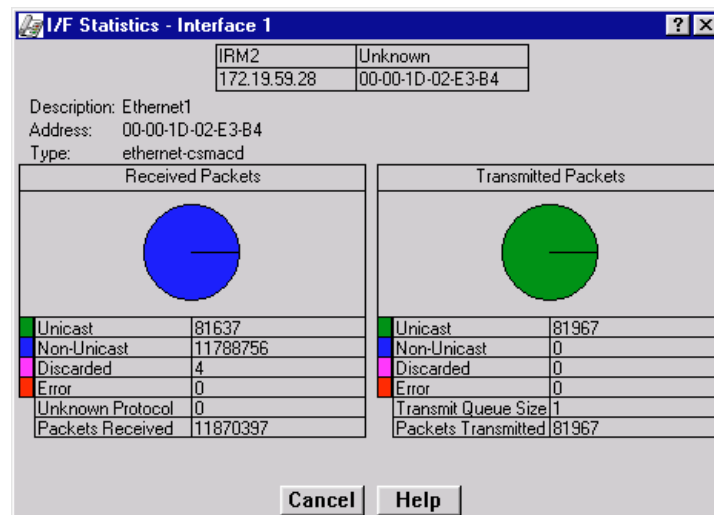 I/F Statistics - Interface 1 ? X
IRM2 Unknown
172.19.59.28 00-00-1D-02-E3-B4
Description: Ethernet1
Address: 00-00-1D-02-E3-B4
Type: ethernet-csmacd
Received Packets
Unicast 81637
Non-Unicast 11788756
Discarded 4
Error 0
Unknown Protocol 0
Packets Received 11870397
Transmitted Packets
Unicast 81967
Non-Unicast 0
Discarded 0
Error 0
Transmit Queue Size 1
Packets Transmitted 81967
Cancel Help